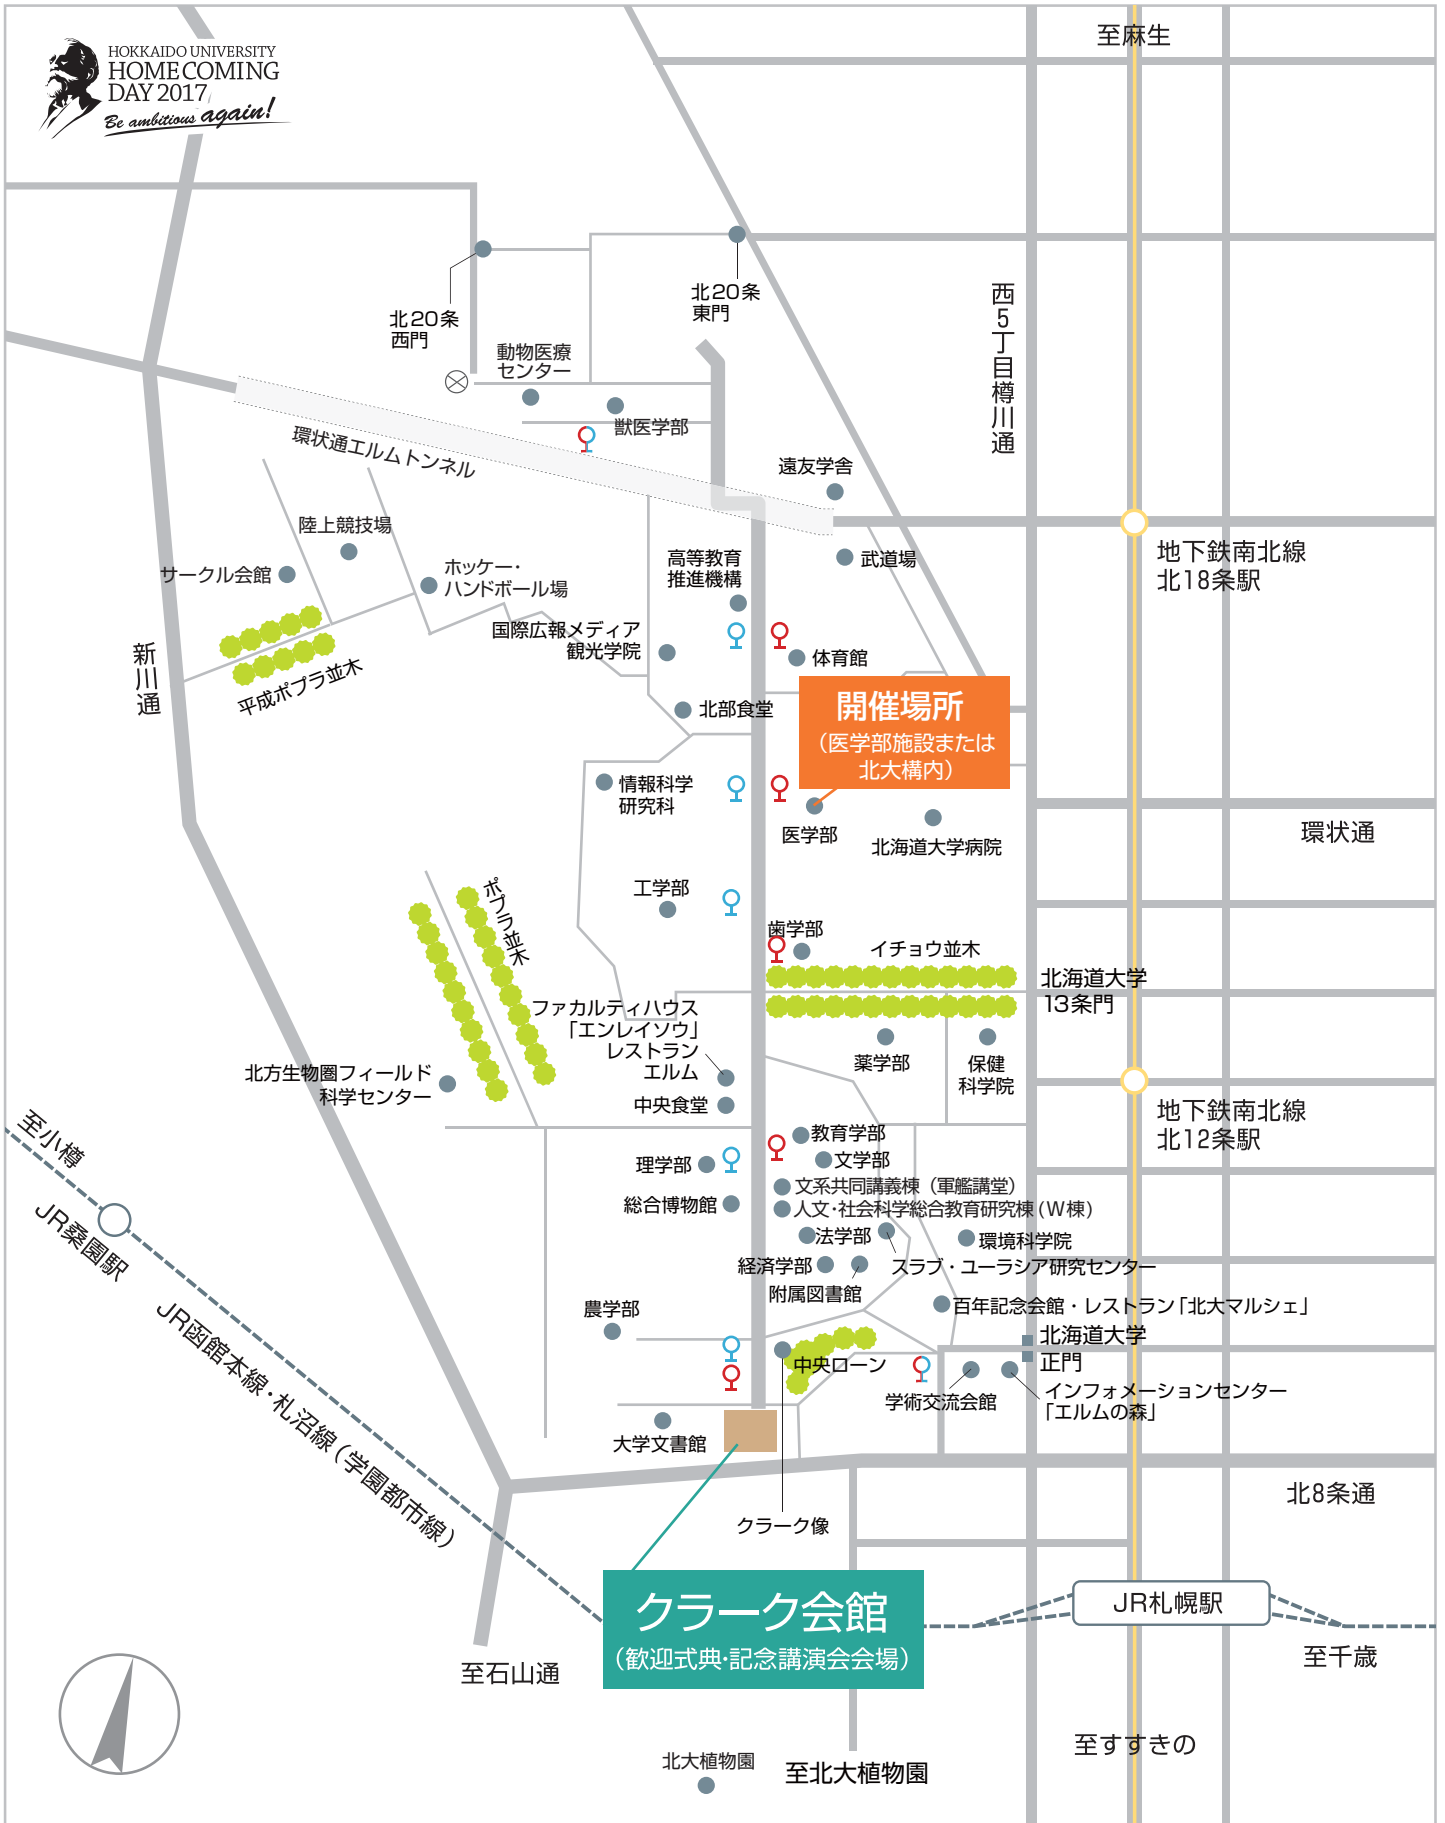 HOKKAIDO UNIVERSITY
HOMECOMING
DAY 2017
Be ambitious again!
至麻生
北20条
西門
北20条
東門
西5丁目樽川通
動物医療
センター
獣医学部
環状通エルムトンネル
遠友学舎
陸上競技場
サークル会館
ホッケー・
ハンドボール場
高等教育
推進機構
武道場
地下鉄南北線
北18条駅
国際広報メディア
観光学院
体育館
新川通
平成ポプラ並木
北部食堂
開催場所
（医学部施設または
北大構内）
情報科学
研究科
医学部
北海道大学病院
環状通
工学部
ポプラ並木
歯学部
イチョウ並木
北海道大学
13条門
ファカルティハウス
「エンレイソウ」
レストラン
エルム
薬学部
保健
科学院
北方生物圏フィールド
科学センター
中央食堂
地下鉄南北線
北12条駅
至小樽
教育学部
文学部
理学部
文系共同講義棟（軍艦講堂）
総合博物館
人文・社会科学総合教育研究棟（W棟）
JR桑園駅
法学部
環境科学院
経済学部
スラブ・ユーラシア研究センター
附属図書館
農学部
百年記念会館・レストラン「北大マルシェ」
JR函館本線・札沼線（学園都市線）
北海道大学
正門
中央ローン
学術交流会館
インフォメーションセンター
「エルムの森」
大学文書館
北8条通
クラーク像
クラーク会館
（歓迎式典・記念講演会会場）
JR札幌駅
至石山通
至千歳
至すすきの
北大植物園
至北大植物園